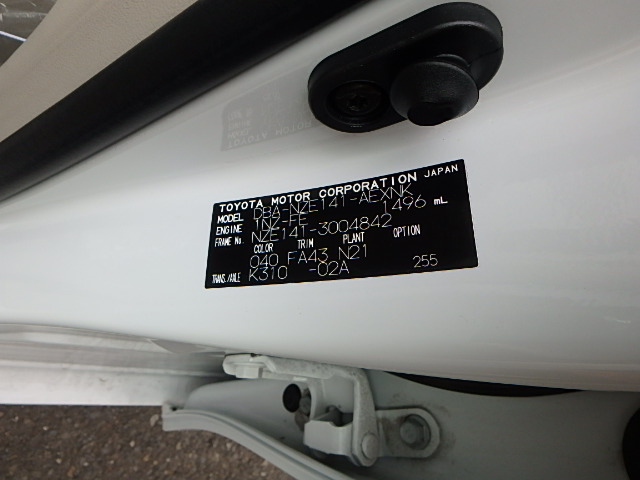 TOYOTA MOTOR CORPORATION JAPAN
MODEL DBA-NZE141-AEXNK
ENGINE 1NZ-FE 1496 mL
FRAME No. NZE141-3004842
COLOR TRIM PLANT OPTION
040 FA43 N21
TRANS./AXLE K310 -02A 255